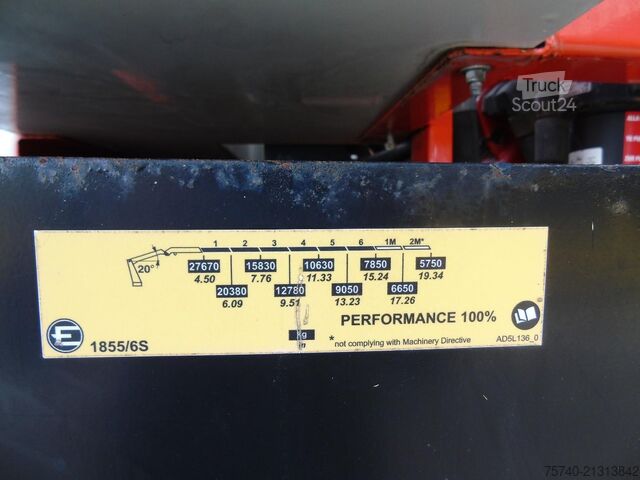 Truck
Scout24
1 2 3 4 5 6 1M 2M*
20°
27670 15830 10630 7850 5750
4.50 7.76 11.33 15.24 19.34
20380 12780 9050 6650
6.09 9.51 13.23 17.26
E
1855/6S
Kg
m
PERFORMANCE 100%
* not complying with Machinery Directive
AD5L136_0
75740-21313842